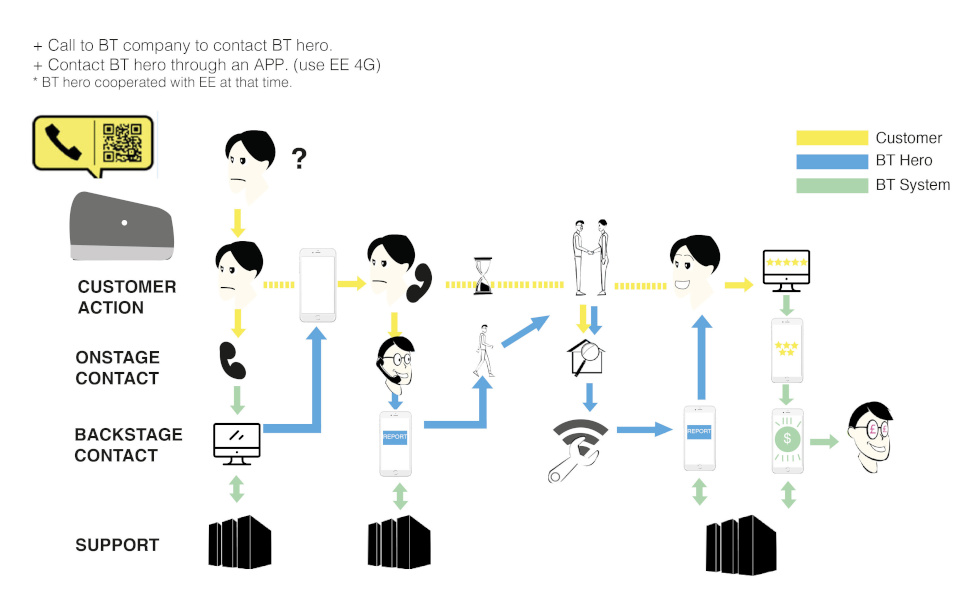 + Call to BT company to contact BT hero.
+ Contact BT hero through an APP. (use EE 4G)
* BT hero cooperated with EE at that time.
Customer
BT Hero
BT System
?
CUSTOMER
ACTION
ONSTAGE
CONTACT
BACKSTAGE
CONTACT
REPORT
REPORT
$
£ £
SUPPORT